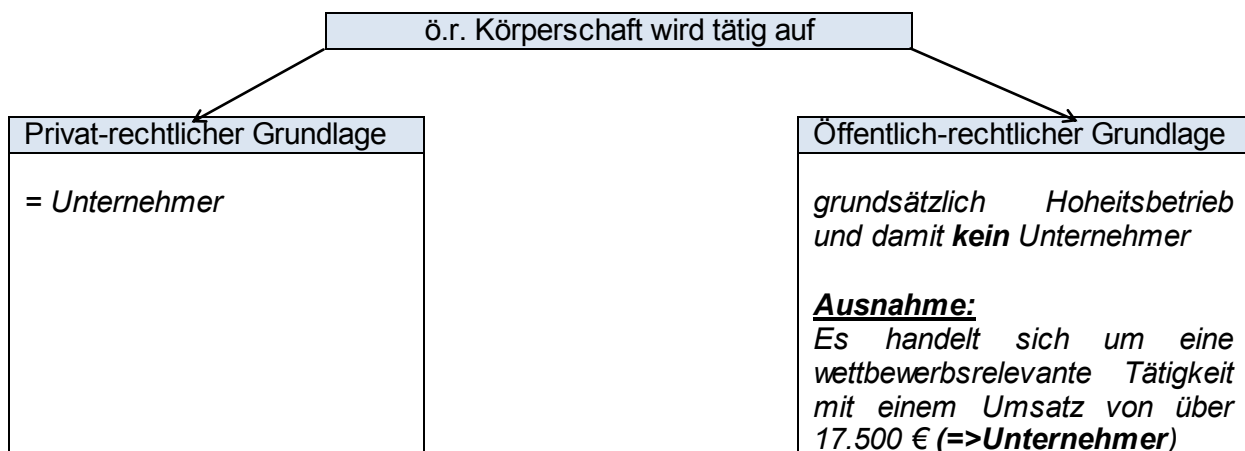 ö.r. Körperschaft wird tätig auf
Privat-rechtlicher Grundlage
= Unternehmer
Öffentlich-rechtlicher Grundlage
grundsätzlich Hoheitsbetrieb
und damit kein Unternehmer
Ausnahme:
Es handelt sich um eine
wettbewerbsrelevante Tätigkeit
mit einem Umsatz von über
17.500 € (=>Unternehmer)